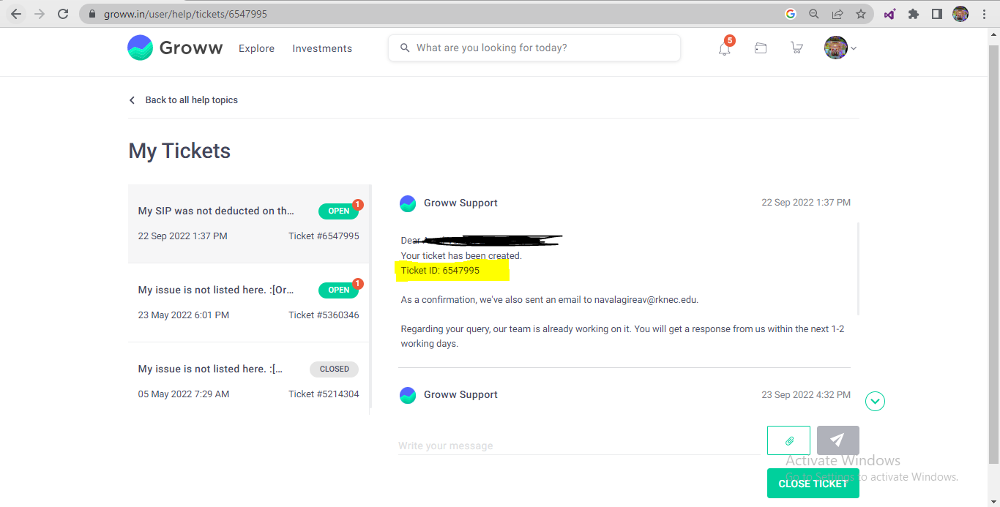 groww.in/user/help/tickets/6547995
Groww
Explore
Investments
What are you looking for today?
5
Back to all help topics
My Tickets
My SIP was not deducted on th...
OPEN
1
22 Sep 2022 1:37 PM
Ticket #6547995
My issue is not listed here. :[Or...
OPEN
1
23 May 2022 6:01 PM
Ticket #5360346
My issue is not listed here. :[...
CLOSED
05 May 2022 7:29 AM
Ticket #5214304
Groww Support
22 Sep 2022 1:37 PM
Dear
Your ticket has been created.
Ticket ID: 6547995
As a confirmation, we've also sent an email to navalagireav@rknec.edu.
Regarding your query, our team is already working on it. You will get a response from us within the next 1-2
working days.
Groww Support
23 Sep 2022 4:32 PM
Write your message
Activate Windows
Go to Settings to activate Windows.
CLOSE TICKET